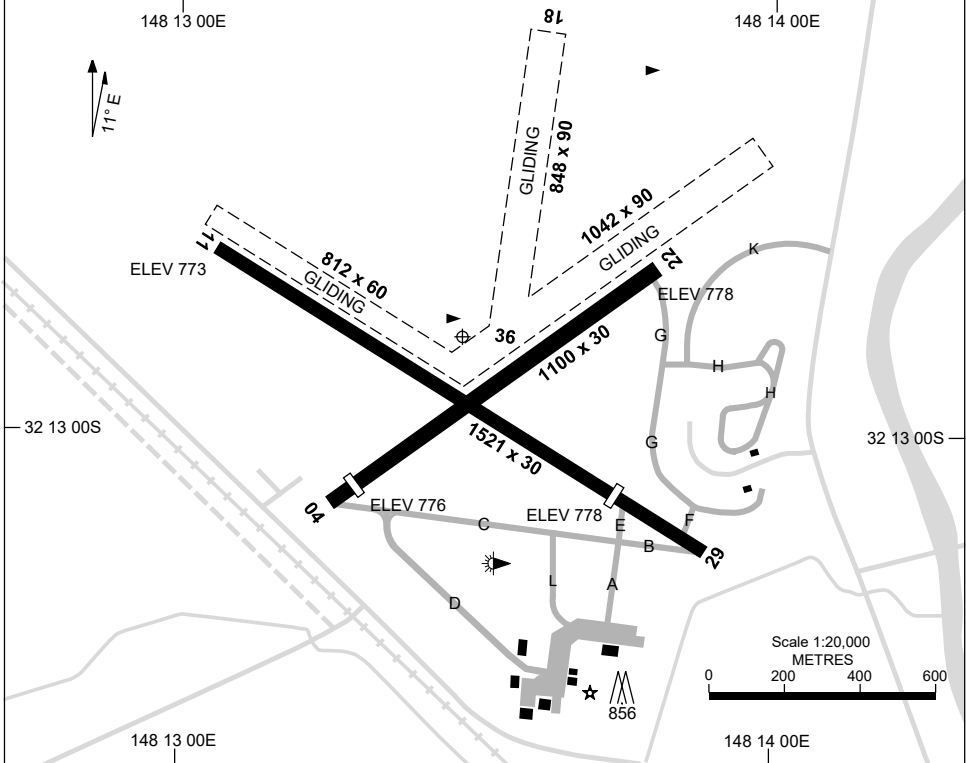 148 13 00E
148 14 00E
18
11° E
GLIDING
848 x 90
1042 x 90
GLIDING
11
ELEV 773
812 x 60
GLIDING
22
ELEV 778
K
36
G
1100 x 30
H
H
32 13 00S
32 13 00S
1521 x 30
G
04
ELEV 776
ELEV 778
C
E
F
B
29
L
A
D
Scale 1:20,000
METRES
0 200 400 600
856
148 13 00E
148 14 00E